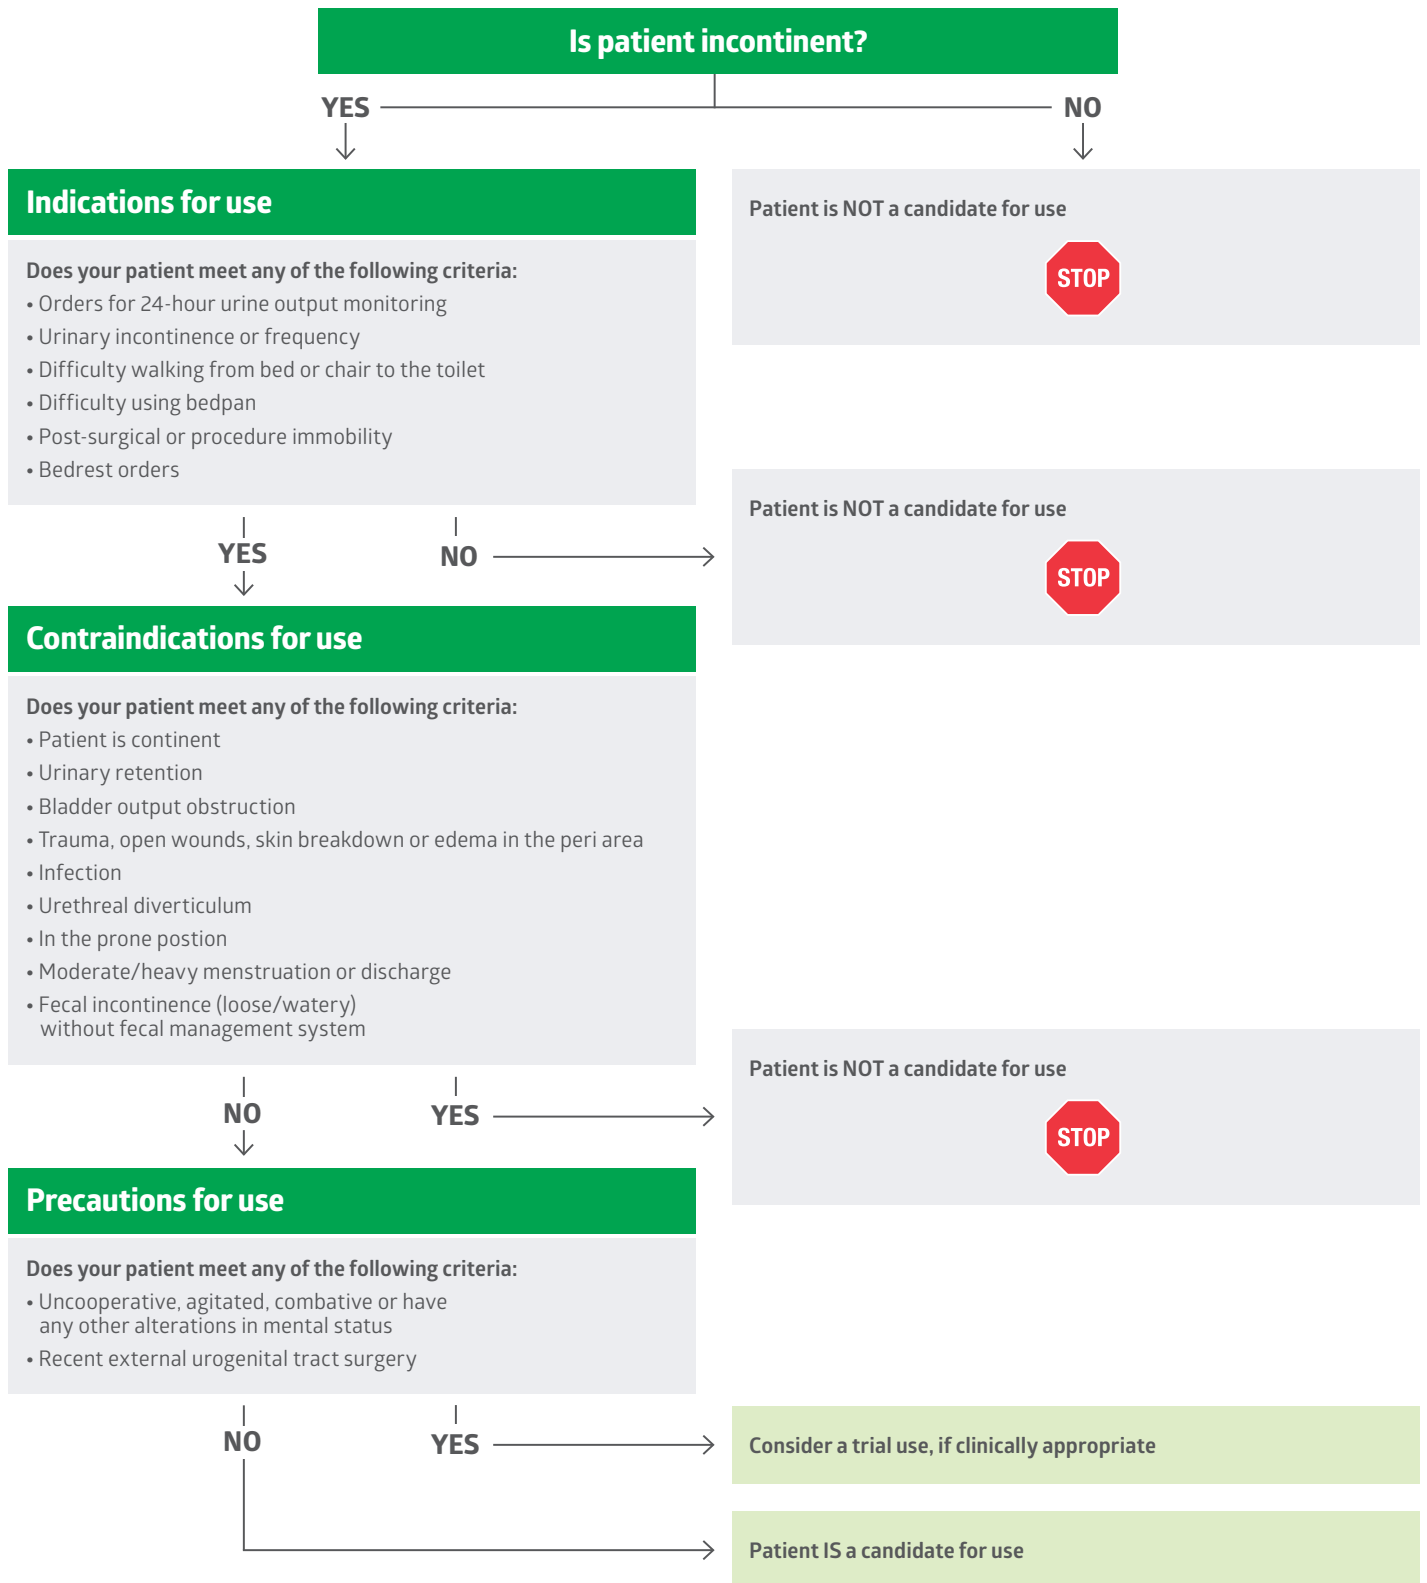 Is patient incontinent?
YES
NO
Indications for use
Does your patient meet any of the following criteria:
• Orders for 24-hour urine output monitoring
• Urinary incontinence or frequency
• Difficulty walking from bed or chair to the toilet
• Difficulty using bedpan
• Post-surgical or procedure immobility
• Bedrest orders
Patient is NOT a candidate for use
STOP
YES
NO
Patient is NOT a candidate for use
STOP
Contraindications for use
Does your patient meet any of the following criteria:
• Patient is continent
• Urinary retention
• Bladder output obstruction
• Trauma, open wounds, skin breakdown or edema in the peri area
• Infection
• Urethreal diverticulum
• In the prone postion
• Moderate/heavy menstruation or discharge
• Fecal incontinence (loose/watery)
without fecal management system
NO
YES
Patient is NOT a candidate for use
STOP
Precautions for use
Does your patient meet any of the following criteria:
• Uncooperative, agitated, combative or have
any other alterations in mental status
• Recent external urogenital tract surgery
NO
YES
Consider a trial use, if clinically appropriate
Patient IS a candidate for use